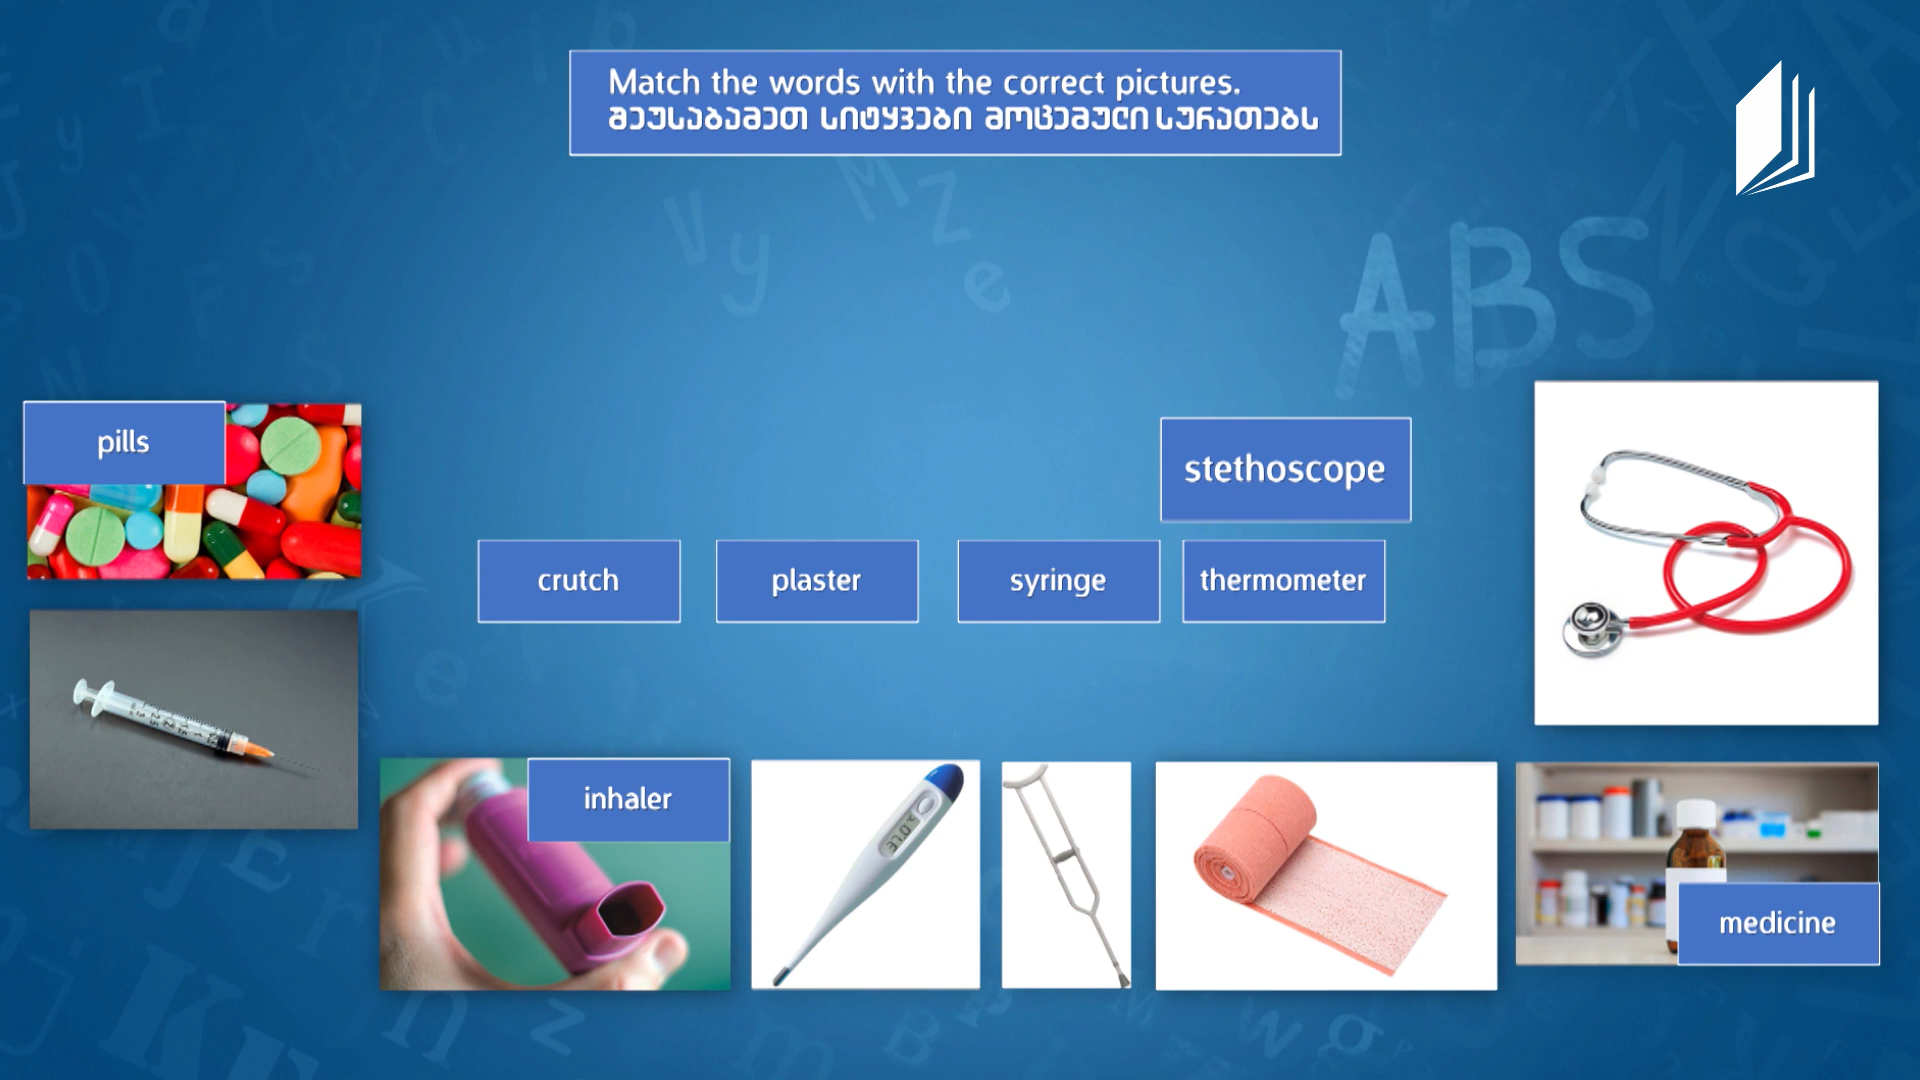 Match the words with the correct pictures.
შეუსაბამეთ სიტყვები მოცემული სურათებს
ABS
pills
stethoscope
crutch
plaster
syringe
thermometer
inhaler
medicine